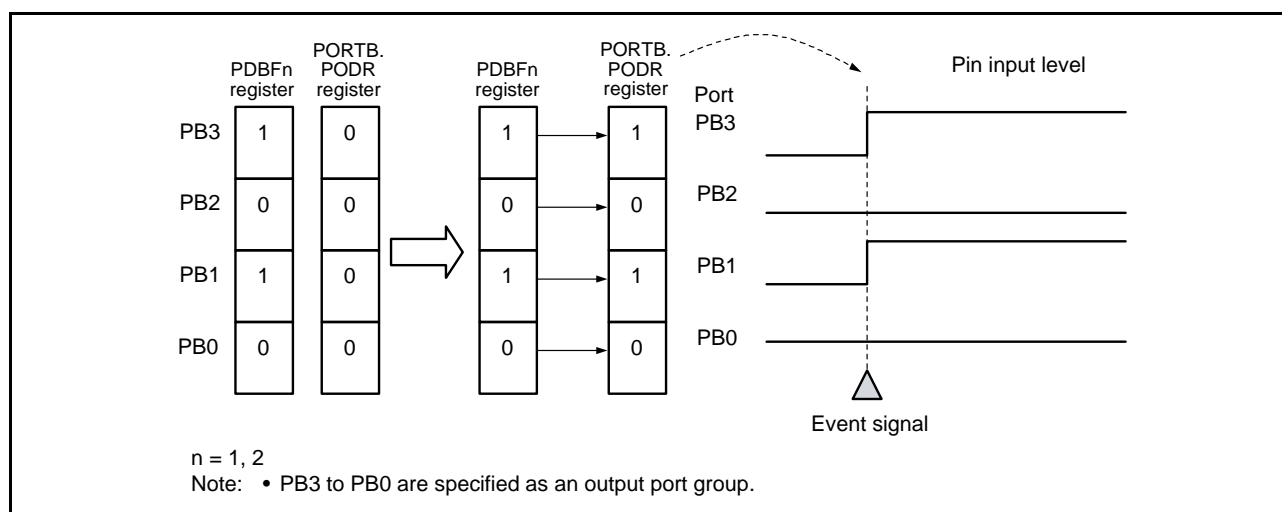 PDBFn
register
PORTB.
PODR
register
PDBFn
register
PORTB.
PODR
register
Pin input level
Port
PB3 1 0 1 1 PB3
PB2 0 0 0 0 PB2
PB1 1 0 1 1 PB1
PB0 0 0 0 0 PB0
Event signal
n = 1, 2
Note: • PB3 to PB0 are specified as an output port group.